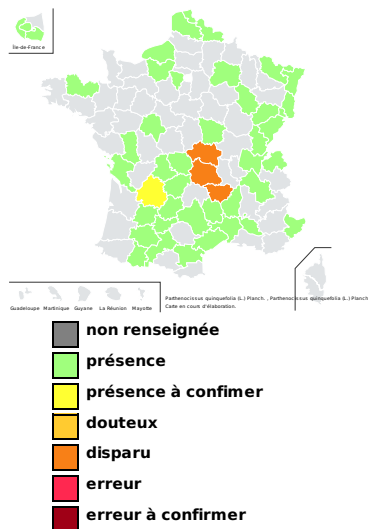 Île-de-France
Guadeloupe Martinique Guyane La Réunion Mayotte
Parthenocissus quinquefolia (L.) Planch. , Parthenocissus quinquefolia (L.) Planch
Carte en cours d'élaboration.
non renseignée
présence
présence à confimer
douteux
disparu
erreur
erreur à confirmer